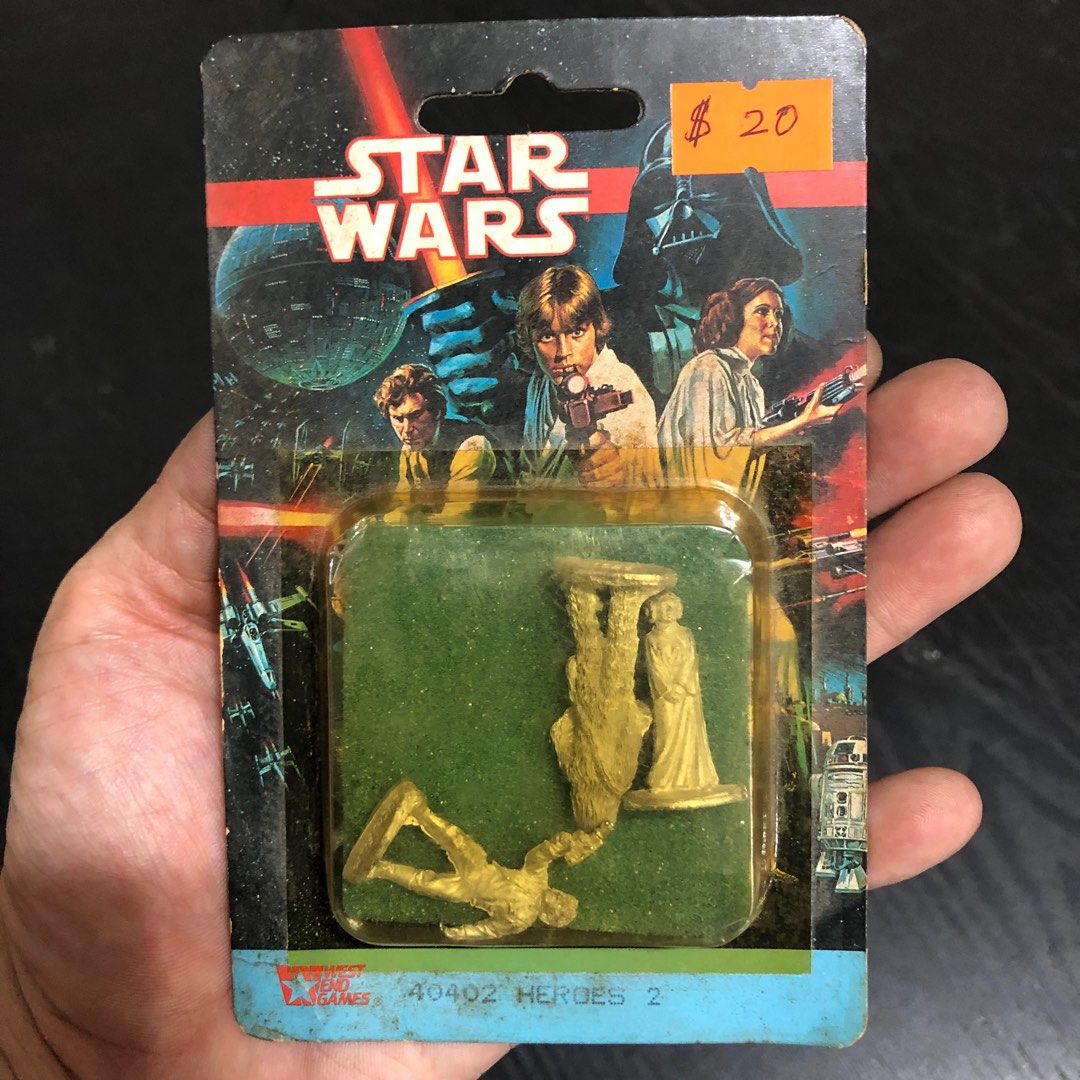 $ 20
STAR
WARS
WEST
END
GAMES®
40402 HEROES 2